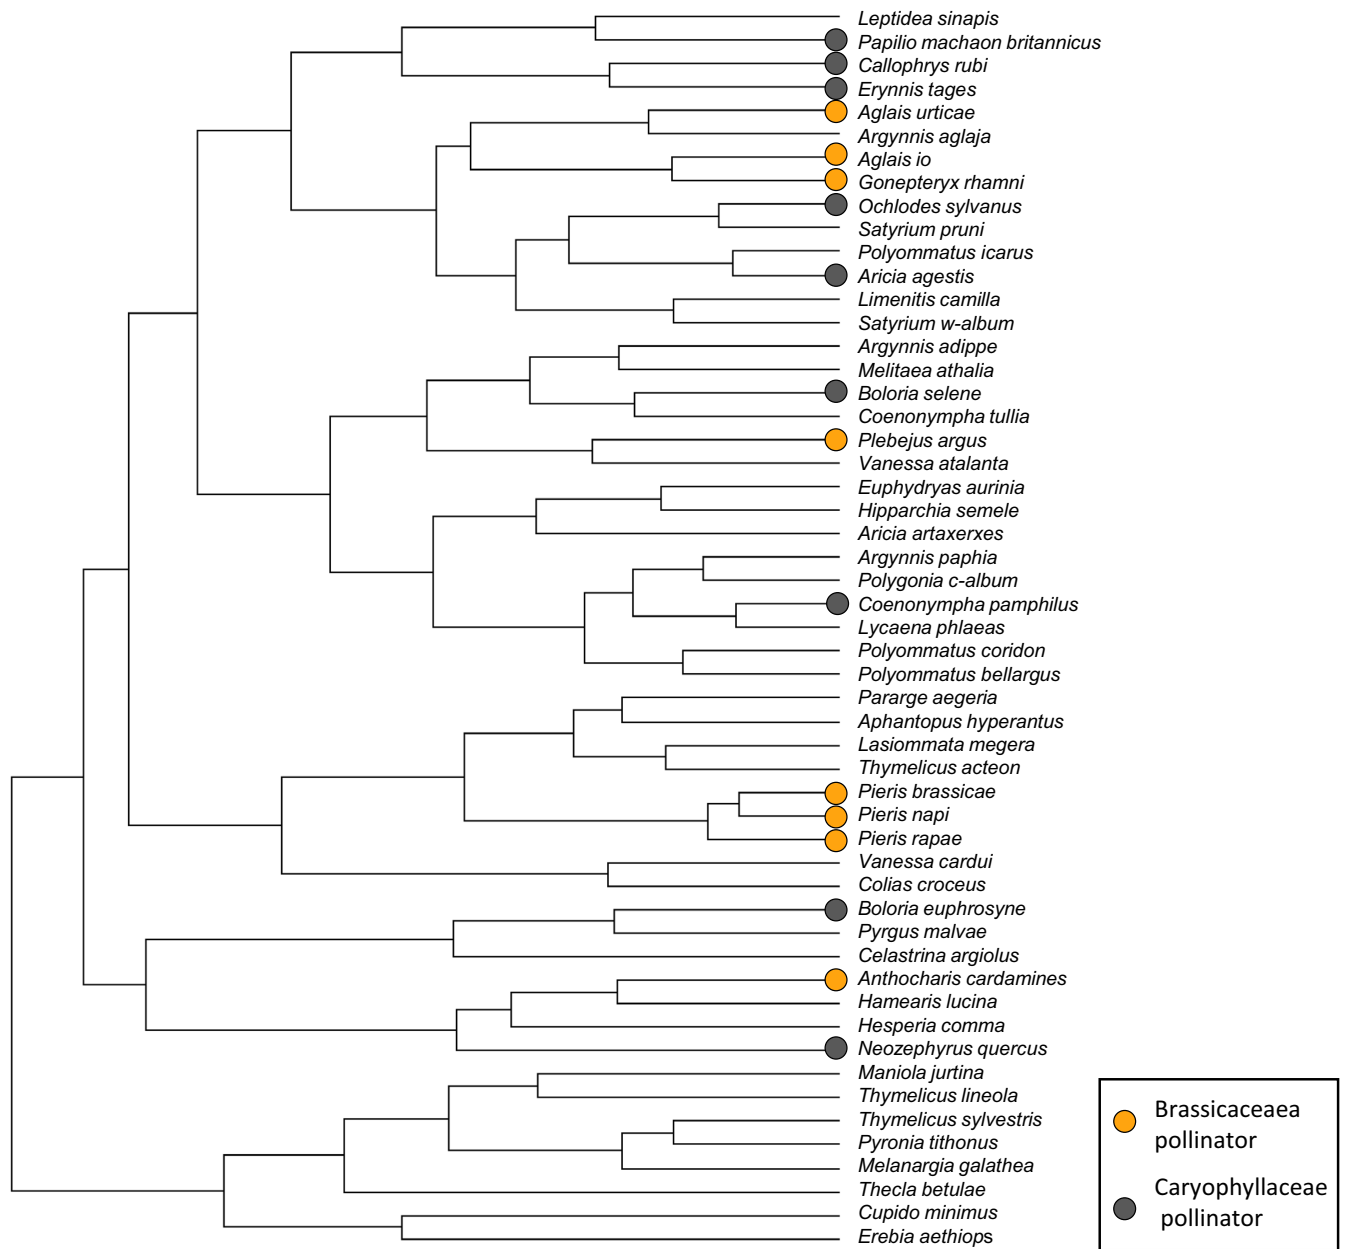 Leptidea sinapis
Papilio machaon britannicus
Callophrys rubi
Erynnis tages
Aglais urticae
Argynnis aglaja
Aglais io
Gonepteryx rhamni
Ochlodes sylvanus
Satyrium pruni
Polyommatus icarus
Aricia agestis
Limenitis camilla
Satyrium w-album
Argynnis adippe
Melitaea athalia
Boloria selene
Coenonympha tullia
Plebejus argus
Vanessa atalanta
Euphydryas aurinia
Hipparchia semele
Aricia artaxerxes
Argynnis paphia
Polygonia c-album
Coenonympha pamphilus
Lycaena phlaeas
Polyommatus coridon
Polyommatus bellargus
Pararge aegeria
Aphantopus hyperantus
Lasiommata megera
Thymelicus acteon
Pieris brassicae
Pieris napi
Pieris rapae
Vanessa cardui
Colias croceus
Boloria euphrosyne
Pyrgus malvae
Celastrina argiolus
Anthocharis cardamines
Hamearis lucina
Hesperia comma
Neozephyrus quercus
Maniola jurtina
Thymelicus lineola
Thymelicus sylvestris
Pyronia tithonus
Melanargia galathea
Thecla betulae
Cupido minimus
Erebia aethiops
Brassicaceaea
pollinator
Caryophyllaceae
pollinator